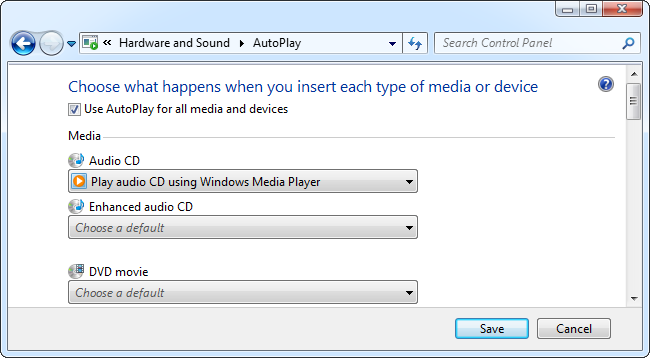 « Hardware and Sound ▸ AutoPlay
Search Control Panel
Choose what happens when you insert each type of media or device
Use AutoPlay for all media and devices
Media
Audio CD
Play audio CD using Windows Media Player
Enhanced audio CD
Choose a default
DVD movie
Choose a default
Save
Cancel